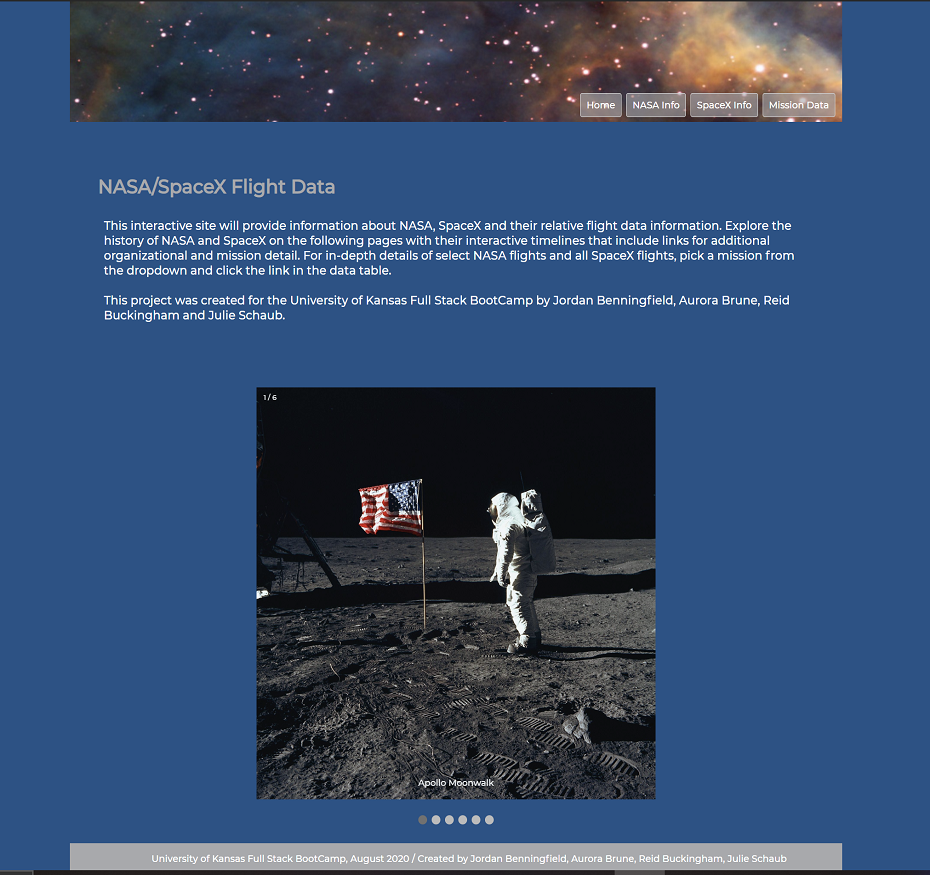 Home
NASA Info
SpaceX Info
Mission Data
NASA/SpaceX Flight Data
This interactive site will provide information about NASA, SpaceX and their relative flight data information. Explore the
history of NASA and SpaceX on the following pages with their interactive timelines that include links for additional
organizational and mission detail. For in-depth details of select NASA flights and all SpaceX flights, pick a mission from
the dropdown and click the link in the data table.
This project was created for the University of Kansas Full Stack BootCamp by Jordan Benningfield, Aurora Brune, Reid
Buckingham and Julie Schaub.
1 / 6
Apollo Moonwalk
University of Kansas Full Stack BootCamp, August 2020 / Created by Jordan Benningfield, Aurora Brune, Reid Buckingham, Julie Schaub